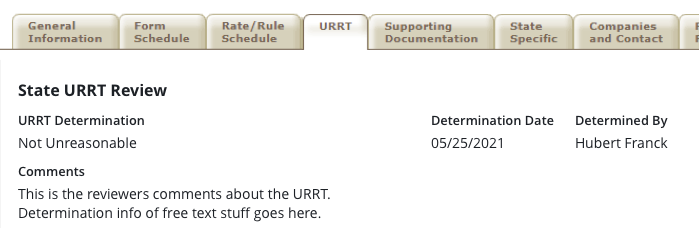 General Information
Form Schedule
Rate/Rule Schedule
URRT
Supporting Documentation
State Specific
Companies and Contact
State URRT Review
URRT Determination
Determination Date
Determined By
Not Unreasonable
05/25/2021
Hubert Franck
Comments
This is the reviewers comments about the URRT.
Determination info of free text stuff goes here.